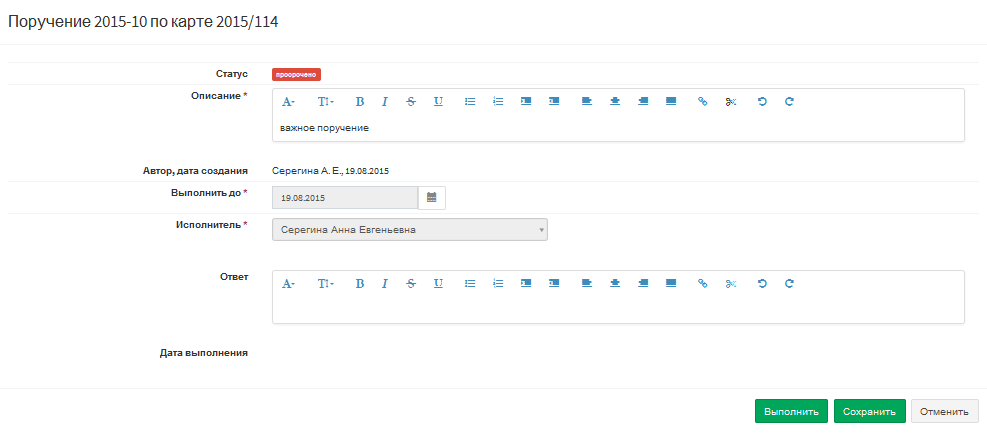 Поручение 2015-10 по карте 2015/114
Статус просрочено
Описание *
A T B I S U
важное поручение
Автор, дата создания Серегина А. Е., 19.08.2015
Выполнить до * 19.08.2015
Исполнитель * Серегина Анна Евгеньевна
Ответ
A T B I S U
Дата выполнения
Выполнить Сохранить Отменить